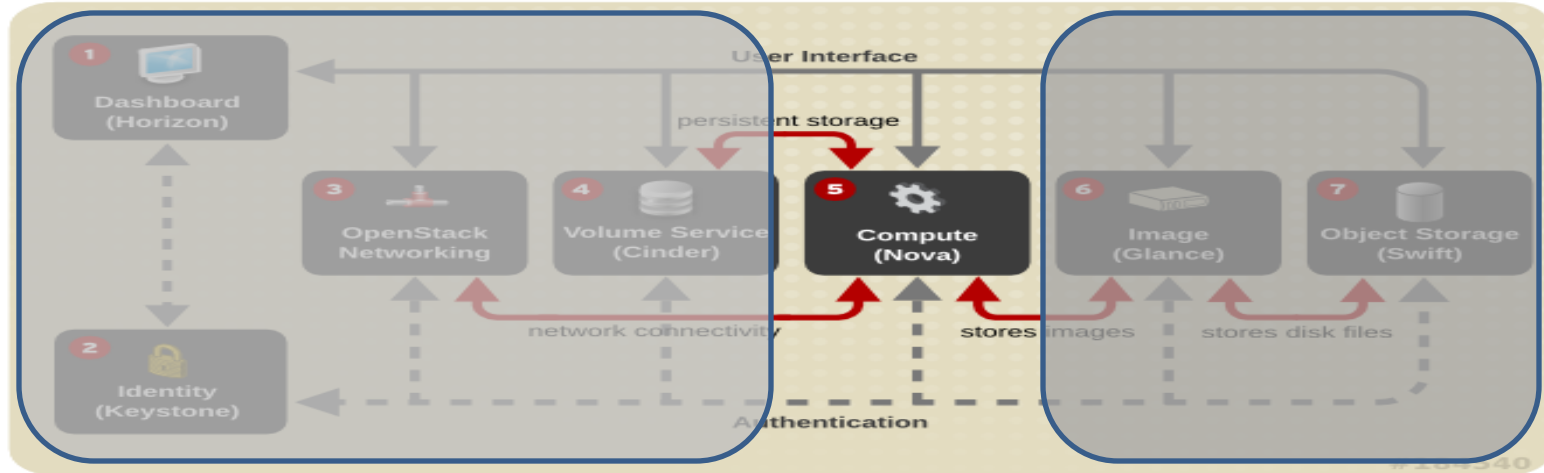 User Interface
1
Dashboard
(Horizon)
persistent storage
3
OpenStack
Networking
4
Volume Service
(Cinder)
5
Compute
(Nova)
6
Image
(Glance)
7
Object Storage
(Swift)
network connectivity
stores images
stores disk files
2
Identity
(Keystone)
Authentication